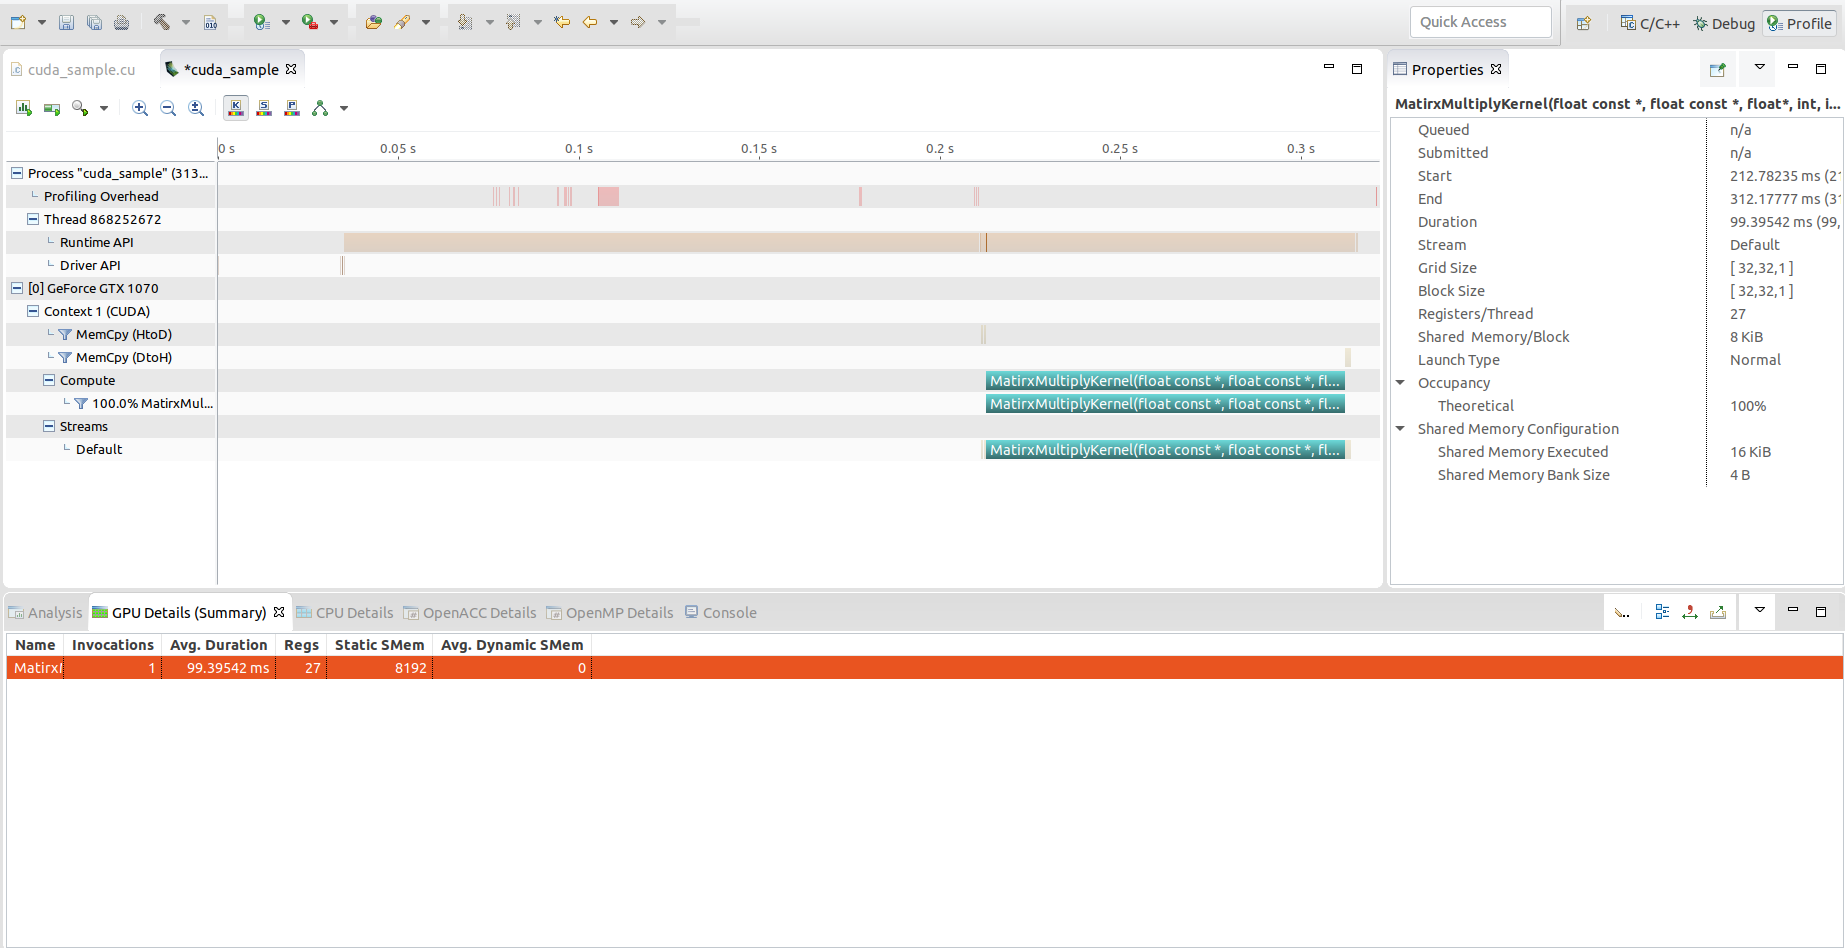 Quick Access
C/C++
Debug
Profile
cuda_sample.cu
*cuda_sample
K
S
P
0 s
0.05 s
0.1 s
0.15 s
0.2 s
0.25 s
0.3 s
Process "cuda_sample" (313...
Profiling Overhead
Thread 868252672
Runtime API
Driver API
[0] GeForce GTX 1070
Context 1 (CUDA)
MemCpy (HtoD)
MemCpy (DtoH)
Compute
MatirxMultiplyKernel(float const *, float const *, fl...
100.0% MatirxMul...
MatirxMultiplyKernel(float const *, float const *, fl...
Streams
Default
MatirxMultiplyKernel(float const *, float const *, fl...
Properties
MatirxMultiplyKernel(float const *, float const *, float*, int, i...
Queued n/a
Submitted n/a
Start 212.78235 ms (21
End 312.17777 ms (31
Duration 99.39542 ms (99,
Stream Default
Grid Size [ 32,32,1 ]
Block Size [ 32,32,1 ]
Registers/Thread 27
Shared Memory/Block 8 KiB
Launch Type Normal
Occupancy
Theoretical 100%
Shared Memory Configuration
Shared Memory Executed 16 KiB
Shared Memory Bank Size 4 B
Analysis
GPU Details (Summary)
CPU Details
OpenACC Details
OpenMP Details
Console
Name Invocations Avg. Duration Regs Static SMem Avg. Dynamic SMem
Matirx 1 99.39542 ms 27 8192 0